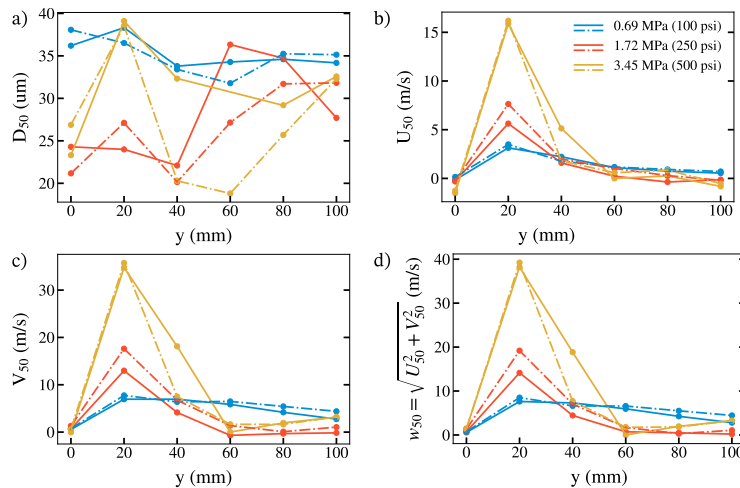 a)
D50 (um)
40
35
30
25
20
0 20 40 60 80 100
y (mm)
b)
U50 (m/s)
15
10
5
0
0.69 MPa (100 psi)
1.72 MPa (250 psi)
3.45 MPa (500 psi)
0 20 40 60 80 100
y (mm)
c)
V50 (m/s)
30
20
10
0
0 20 40 60 80 100
y (mm)
d)
w50 = √U²50 + V²50 (m/s)
40
30
20
10
0
0 20 40 60 80 100
y (mm)